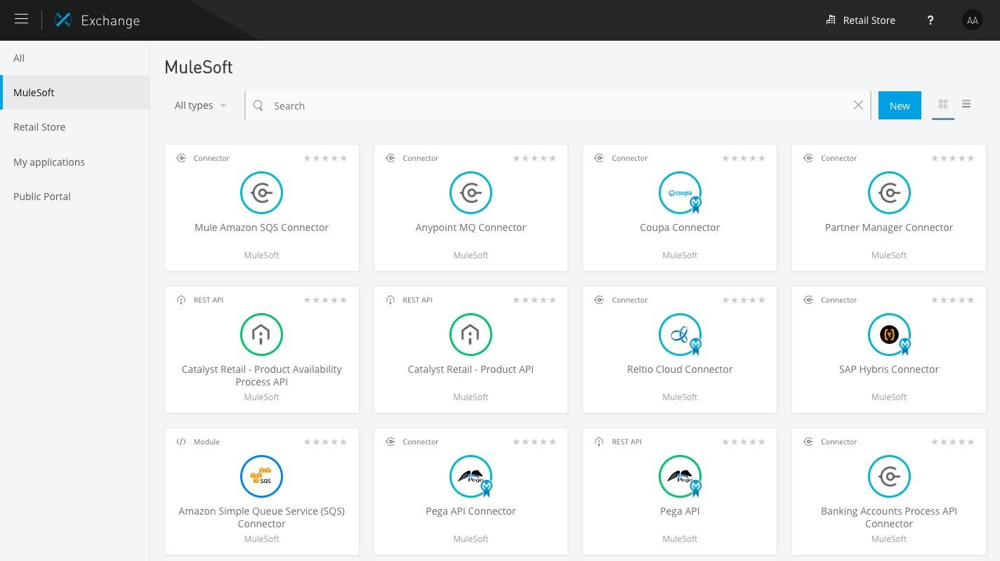 Exchange
Retail Store
?
AA
All
MuleSoft
Retail Store
My applications
Public Portal
MuleSoft
All types
Search
New
Connector
Mule Amazon SQS Connector
MuleSoft
Connector
Anypoint MQ Connector
MuleSoft
Connector
coupa
Coupa Connector
MuleSoft
Connector
Partner Manager Connector
MuleSoft
REST API
Catalyst Retail - Product Availability
Process API
MuleSoft
REST API
Catalyst Retail - Product API
MuleSoft
Connector
Reltio Cloud Connector
MuleSoft
Connector
SAP Hybris Connector
MuleSoft
Module
SQS
Amazon Simple Queue Service (SQS)
Connector
MuleSoft
Connector
Pega
Pega API Connector
MuleSoft
REST API
Pega
Pega API
MuleSoft
Connector
Banking Accounts Process API
Connector
MuleSoft